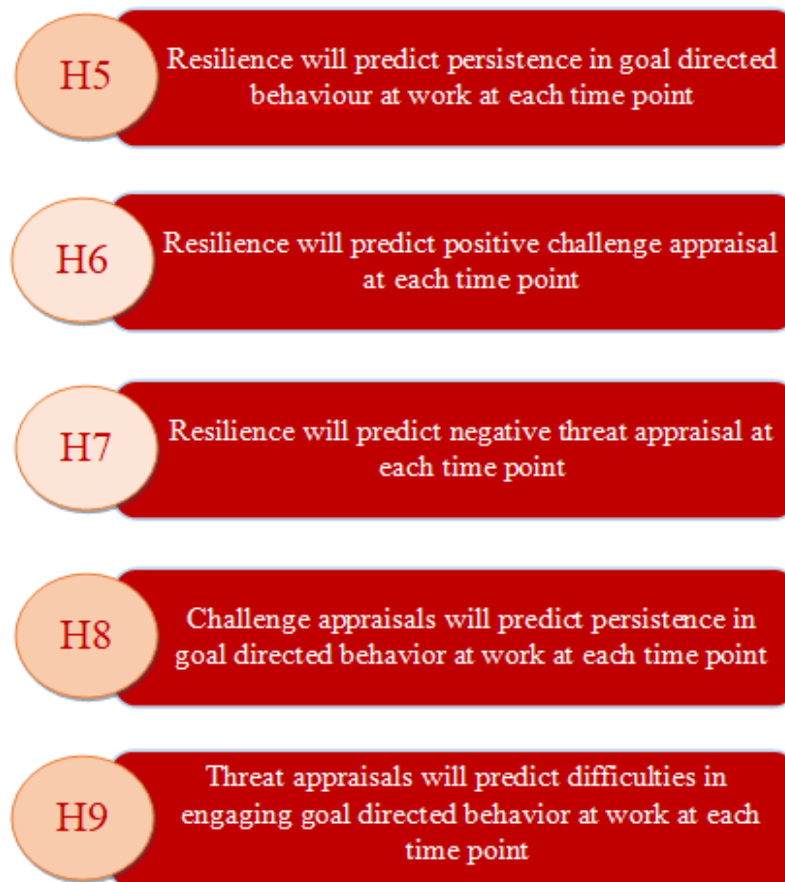 H5
Resilience will predict persistence in goal directed
behaviour at work at each time point
H6
Resilience will predict positive challenge appraisal
at each time point
H7
Resilience will predict negative threat appraisal at
each time point
H8
Challenge appraisals will predict persistence in
goal directed behavior at work at each time point
H9
Threat appraisals will predict difficulties in
engaging goal directed behavior at work at each
time point